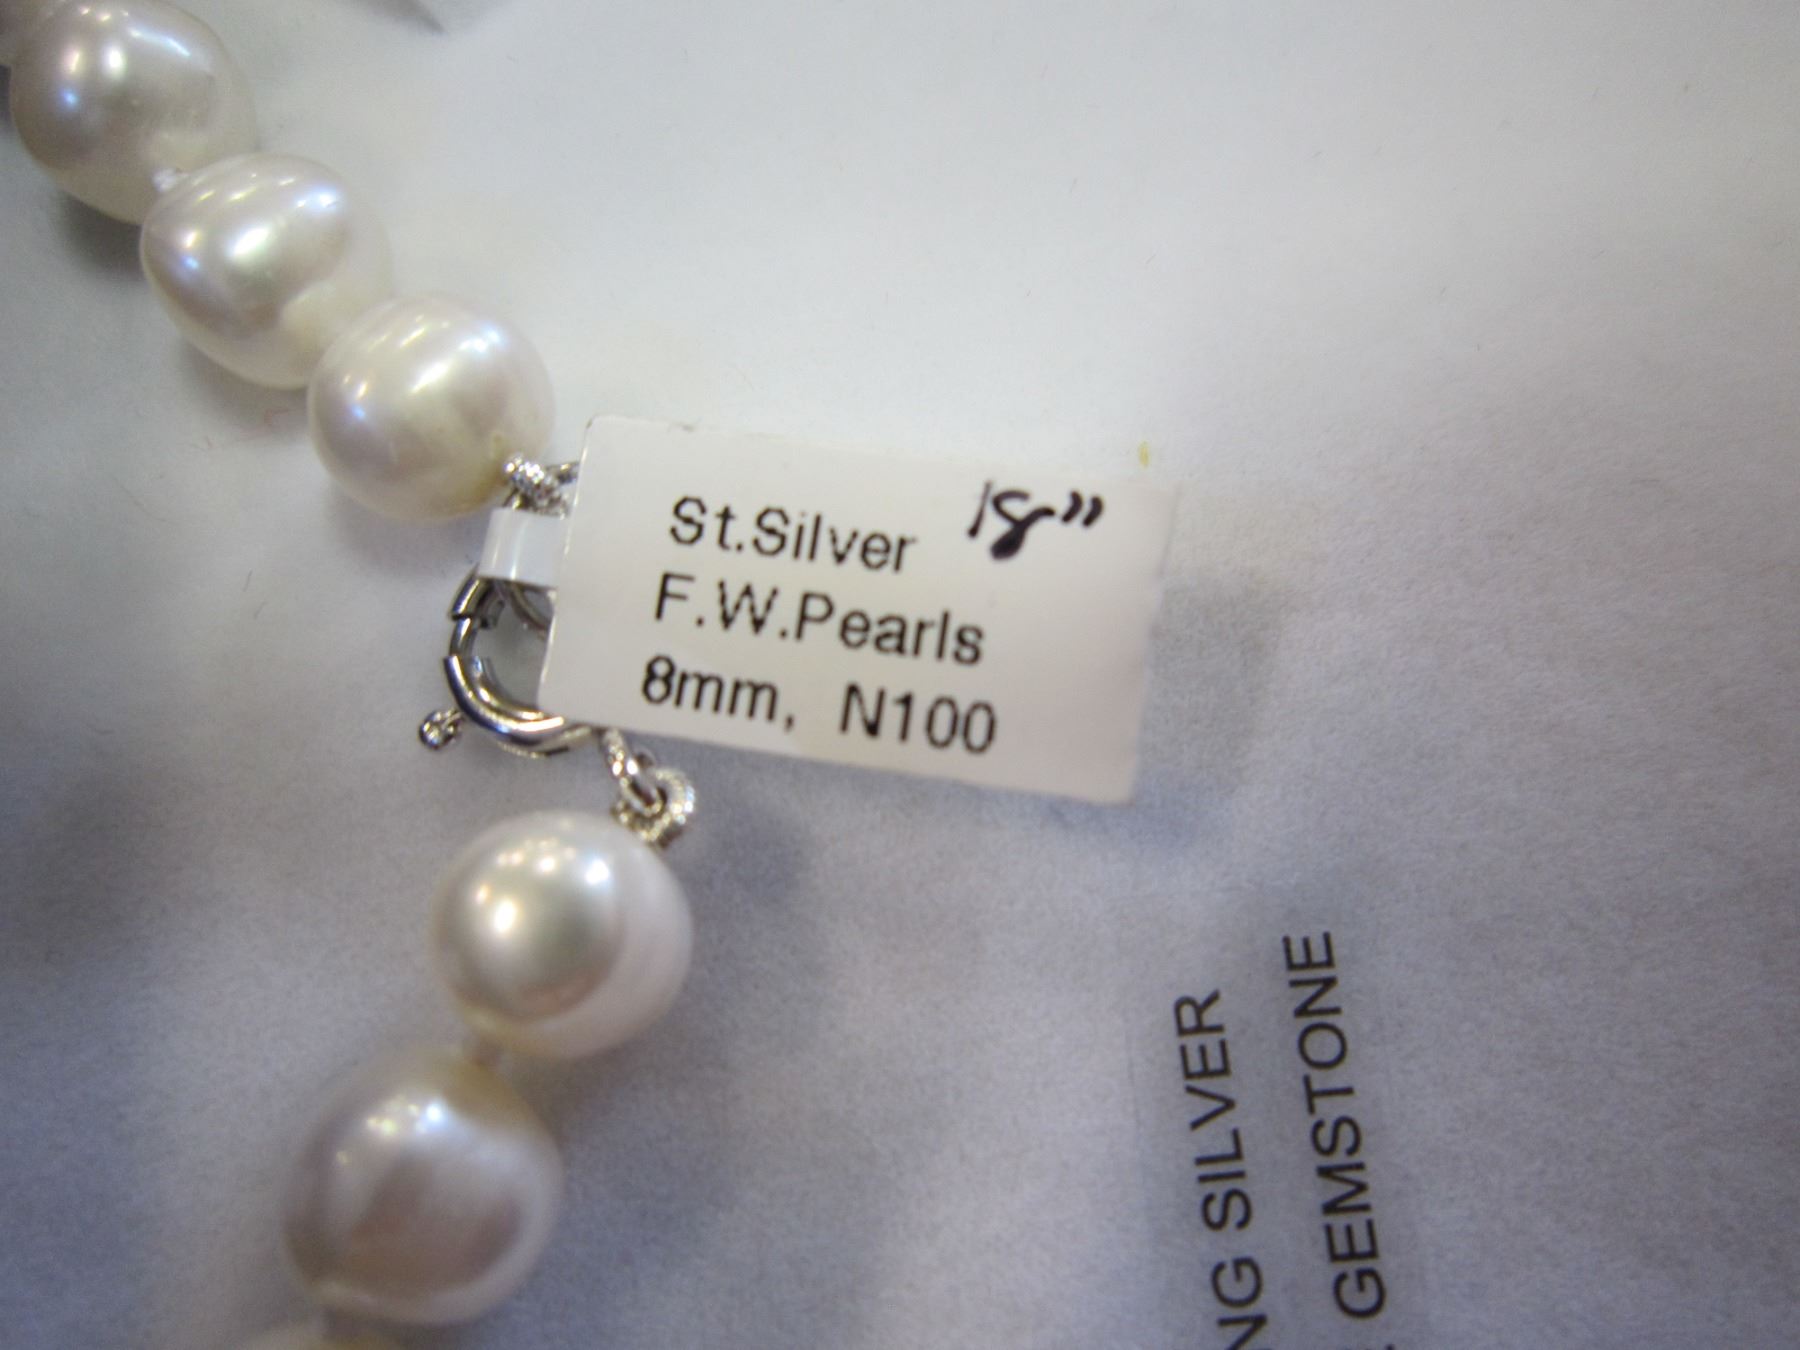 St.Silver 18"
F.W.Pearls
8mm, N100
NG SILVER
GEMSTONE